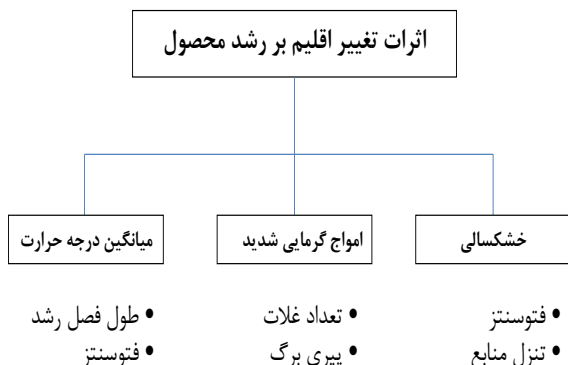 اثرات تغییر اقلیم بر رشد محصول
خشکسالی
امواج گرمایی شدید
میانگین درجه حرارت
• فتوسنتز
• تنزل منابع
• تعداد غلات
• پیری برگ
• طول فصل رشد
• فتوسنتز